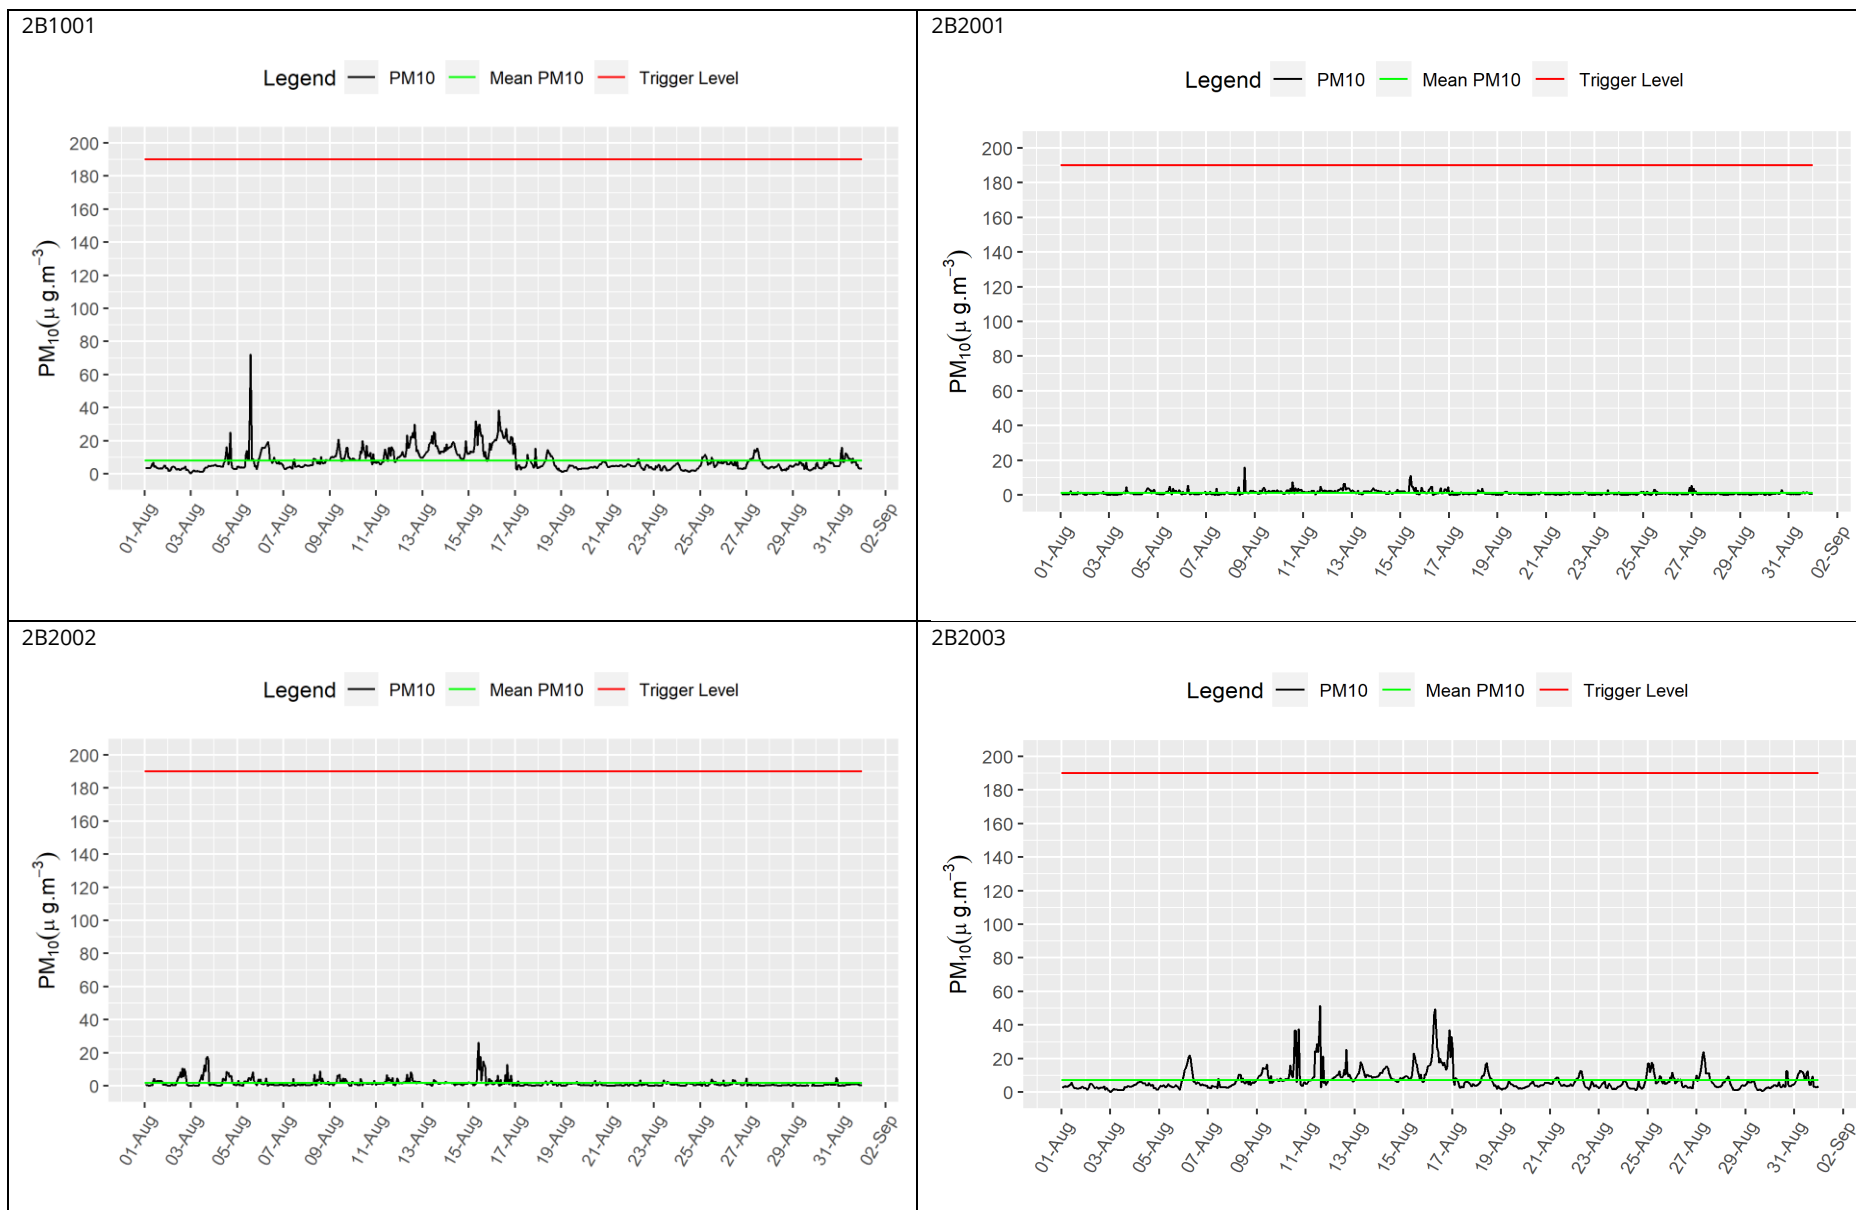 2B1001
Legend PM10 Mean PM10 Trigger Level
200
180
160
140
120
100
80
60
40
20
0
PM10(μ g.m−3)
01-Aug 03-Aug 05-Aug 07-Aug 09-Aug 11-Aug 13-Aug 15-Aug 17-Aug 19-Aug 21-Aug 23-Aug 25-Aug 27-Aug 29-Aug 31-Aug 02-Sep
2B2001
Legend PM10 Mean PM10 Trigger Level
200
180
160
140
120
100
80
60
40
20
0
PM10(μ g.m−3)
01-Aug 03-Aug 05-Aug 07-Aug 09-Aug 11-Aug 13-Aug 15-Aug 17-Aug 19-Aug 21-Aug 23-Aug 25-Aug 27-Aug 29-Aug 31-Aug 02-Sep
2B2002
Legend PM10 Mean PM10 Trigger Level
200
180
160
140
120
100
80
60
40
20
0
PM10(μ g.m−3)
01-Aug 03-Aug 05-Aug 07-Aug 09-Aug 11-Aug 13-Aug 15-Aug 17-Aug 19-Aug 21-Aug 23-Aug 25-Aug 27-Aug 29-Aug 31-Aug 02-Sep
2B2003
Legend PM10 Mean PM10 Trigger Level
200
180
160
140
120
100
80
60
40
20
0
PM10(μ g.m−3)
01-Aug 03-Aug 05-Aug 07-Aug 09-Aug 11-Aug 13-Aug 15-Aug 17-Aug 19-Aug 21-Aug 23-Aug 25-Aug 27-Aug 29-Aug 31-Aug 02-Sep